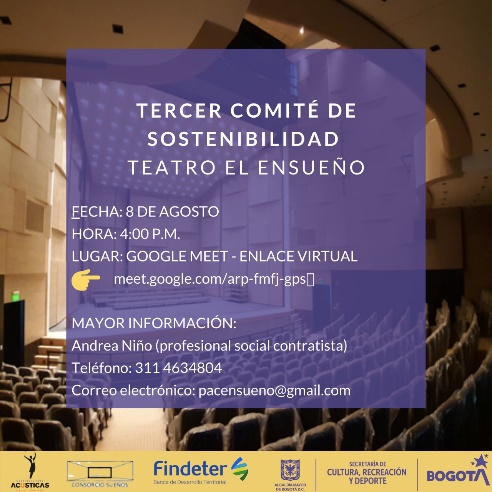 TERCER COMITÉ DE
SOSTENIBILIDAD
TEATRO EL ENSUEÑO
FECHA: 8 DE AGOSTO
HORA: 4:00 P.M.
LUGAR: GOOGLE MEET - ENLACE VIRTUAL
meet.google.com/arp-fmfj-gps
MAYOR INFORMACIÓN:
Andrea Niño (profesional social contratista)
Teléfono: 311 4634804
Correo electrónico: pacensueno@gmail.com
ACÚSTICAS
CONSORCIO SUEÑOS
Findeter
Banco de Desarrollo Territorial
ALCALDÍA MAYOR
DE BOGOTÁ D.C.
SECRETARÍA DE
CULTURA, RECREACIÓN
Y DEPORTE
BOGOTÁ